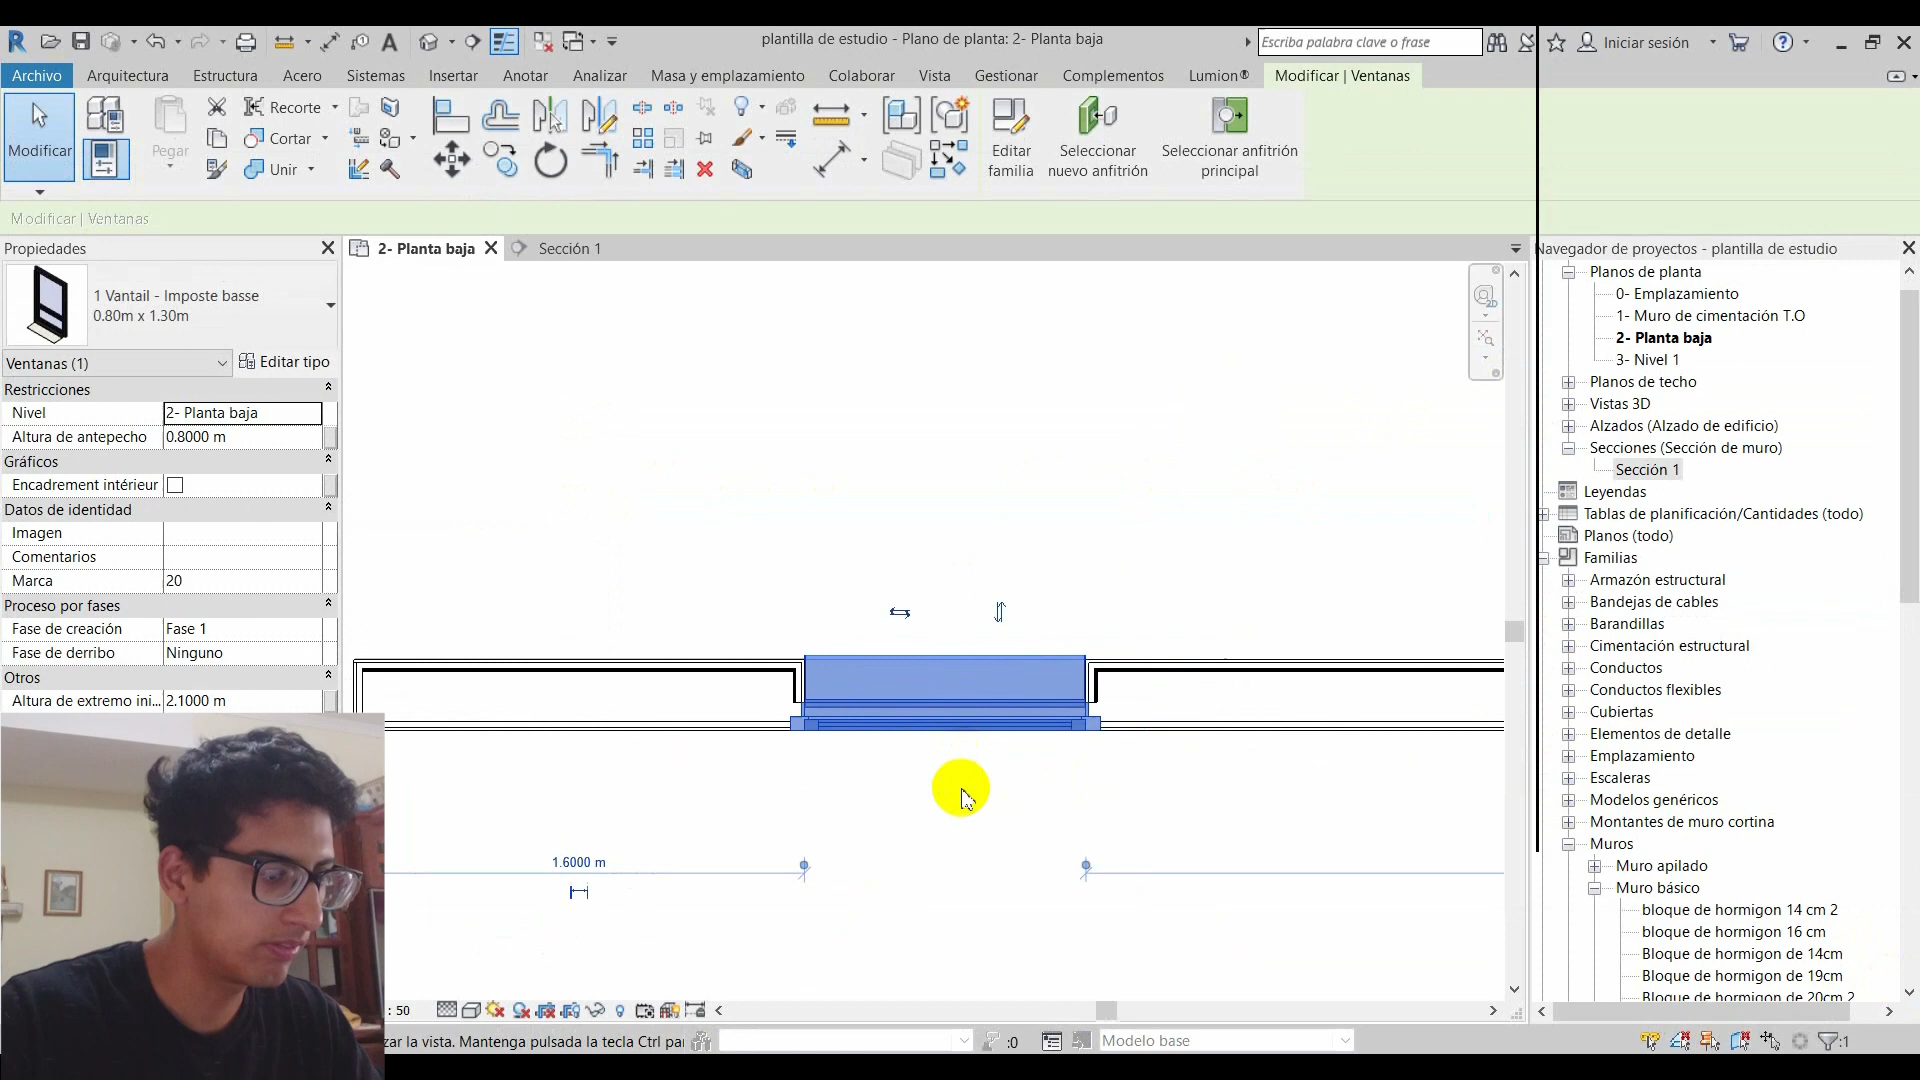 plantilla de estudio - Plano de planta: 2- Planta baja
Escriba palabra clave o frase
Iniciar sesión
Archivo Arquitectura Estructura Acero Sistemas Insertar Anotar Analizar Masa y emplazamiento Colaborar Vista Gestionar Complementos Lumion® Modificar | Ventanas
Modificar
Pegar
Recorte
Cortar
Unir
Editar familia
Seleccionar nuevo anfitrión
Seleccionar anfitrión principal
Modificar | Ventanas
Propiedades
1 Vantail - Imposte basse
0.80m x 1.30m
Ventanas (1)
Editar tipo
Restricciones
Nivel 2- Planta baja
Altura de antepecho 0.8000 m
Gráficos
Encadrement intérieur
Datos de identidad
Imagen
Comentarios
Marca 20
Proceso por fases
Fase de creación Fase 1
Fase de derribo Ninguno
Otros
Altura de extremo ini... 2.1000 m
2- Planta baja
Sección 1
2D
1.6000 m
: 50
zar la vista. Mantenga pulsada la tecla Ctrl par
:0
Modelo base
:1
Navegador de proyectos - plantilla de estudio
Planos de planta
0- Emplazamiento
1- Muro de cimentación T.O
2- Planta baja
3- Nivel 1
Planos de techo
Vistas 3D
Alzados (Alzado de edificio)
Secciones (Sección de muro)
Sección 1
Leyendas
Tablas de planificación/Cantidades (todo)
Planos (todo)
Familias
Armazón estructural
Bandejas de cables
Barandillas
Cimentación estructural
Conductos
Conductos flexibles
Cubiertas
Elementos de detalle
Emplazamiento
Escaleras
Modelos genéricos
Montantes de muro cortina
Muros
Muro apilado
Muro básico
bloque de hormigon 14 cm 2
bloque de hormigon 16 cm
Bloque de hormigon de 14cm
Bloque de hormigon de 19cm
Bloque de hormigon de 20cm 2